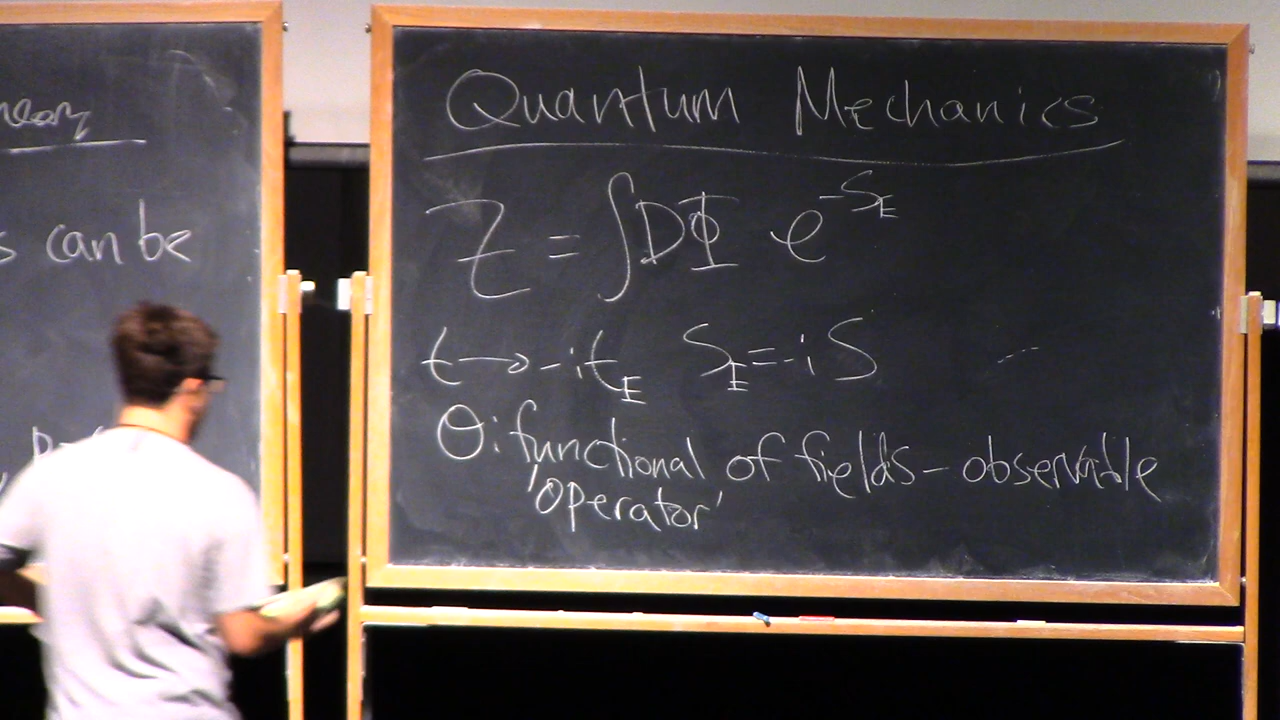 s can be
Quantum Mechanics
Z = ∫DΦ e^{-S_E}
t → -it_E S_E = -iS
O: functional of fields - observable
'operator'